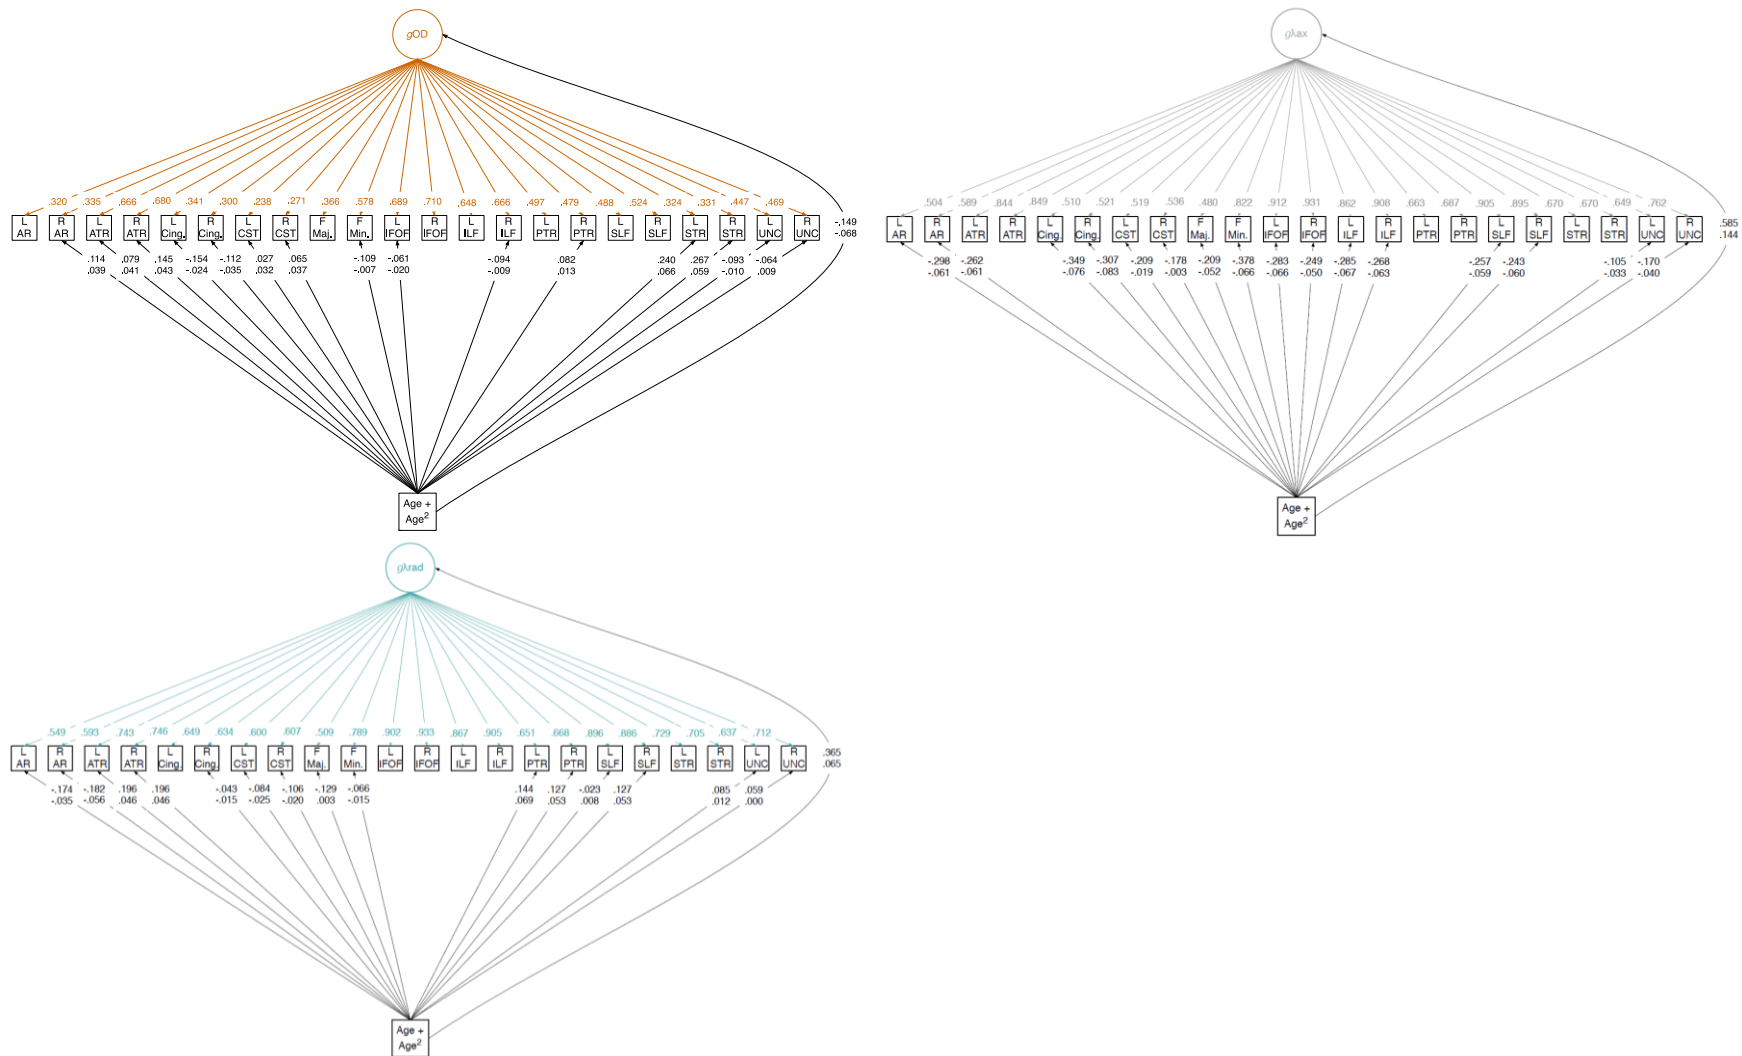 gOD
.320 .335 .666 .680 .341 .300 .238 .271 .366 .578 .689 .710 .648 .666 .497 .479 .488 .524 .324 .331 .447 .469
L R L R L R L R F F L R L R L R L R L R L R
AR AR ATR ATR Cing. Cing. CST CST Maj. Min. IFOF IFOF ILF ILF PTR PTR SLF SLF STR STR UNC UNC
-.149
-.068
.114 .079 .145 -.154 -.112 .027 .065 -.109 -.061 -.094 .082 .240 .267 -.093 -.064
.039 .041 .043 -.024 -.035 .032 .037 -.007 -.020 -.009 .013 .066 .059 -.010 .009
Age +
Age²
gλax
.504 .589 .844 .849 .510 .521 .519 .536 .480 .822 .912 .931 .862 .908 .663 .667 .905 .895 .670 .670 .649 .762
L R L R L R L R F F L R L R L R L R L R L R
AR AR ATR ATR Cing. Cing. CST CST Maj. Min. IFOF IFOF ILF ILF PTR PTR SLF SLF STR STR UNC UNC
.585
.144
-.298 -.262 -.349 -.307 -.209 -.178 -.209 -.378 -.283 -.249 -.285 -.268 -.257 -.243 -.105 -.170
-.061 -.061 -.076 -.083 -.019 -.003 -.052 -.066 -.066 -.050 -.067 -.063 -.059 -.060 -.033 -.040
Age +
Age²
gλrad
.549 .593 .743 .746 .649 .634 .600 .607 .509 .789 .902 .933 .867 .905 .651 .668 .896 .886 .729 .705 .637 .712
L R L R L R L R F F L R L R L R L R L R L R
AR AR ATR ATR Cing. Cing. CST CST Maj. Min. IFOF IFOF ILF ILF PTR PTR SLF SLF STR STR UNC UNC
.365
.065
-.174 -.182 .196 .196 -.043 -.084 -.106 -.129 -.066 .144 .127 -.023 .127 .085 .059
-.035 -.056 .046 .046 -.015 -.025 -.020 .003 -.015 .069 .053 .008 .053 .012 .000
Age +
Age²